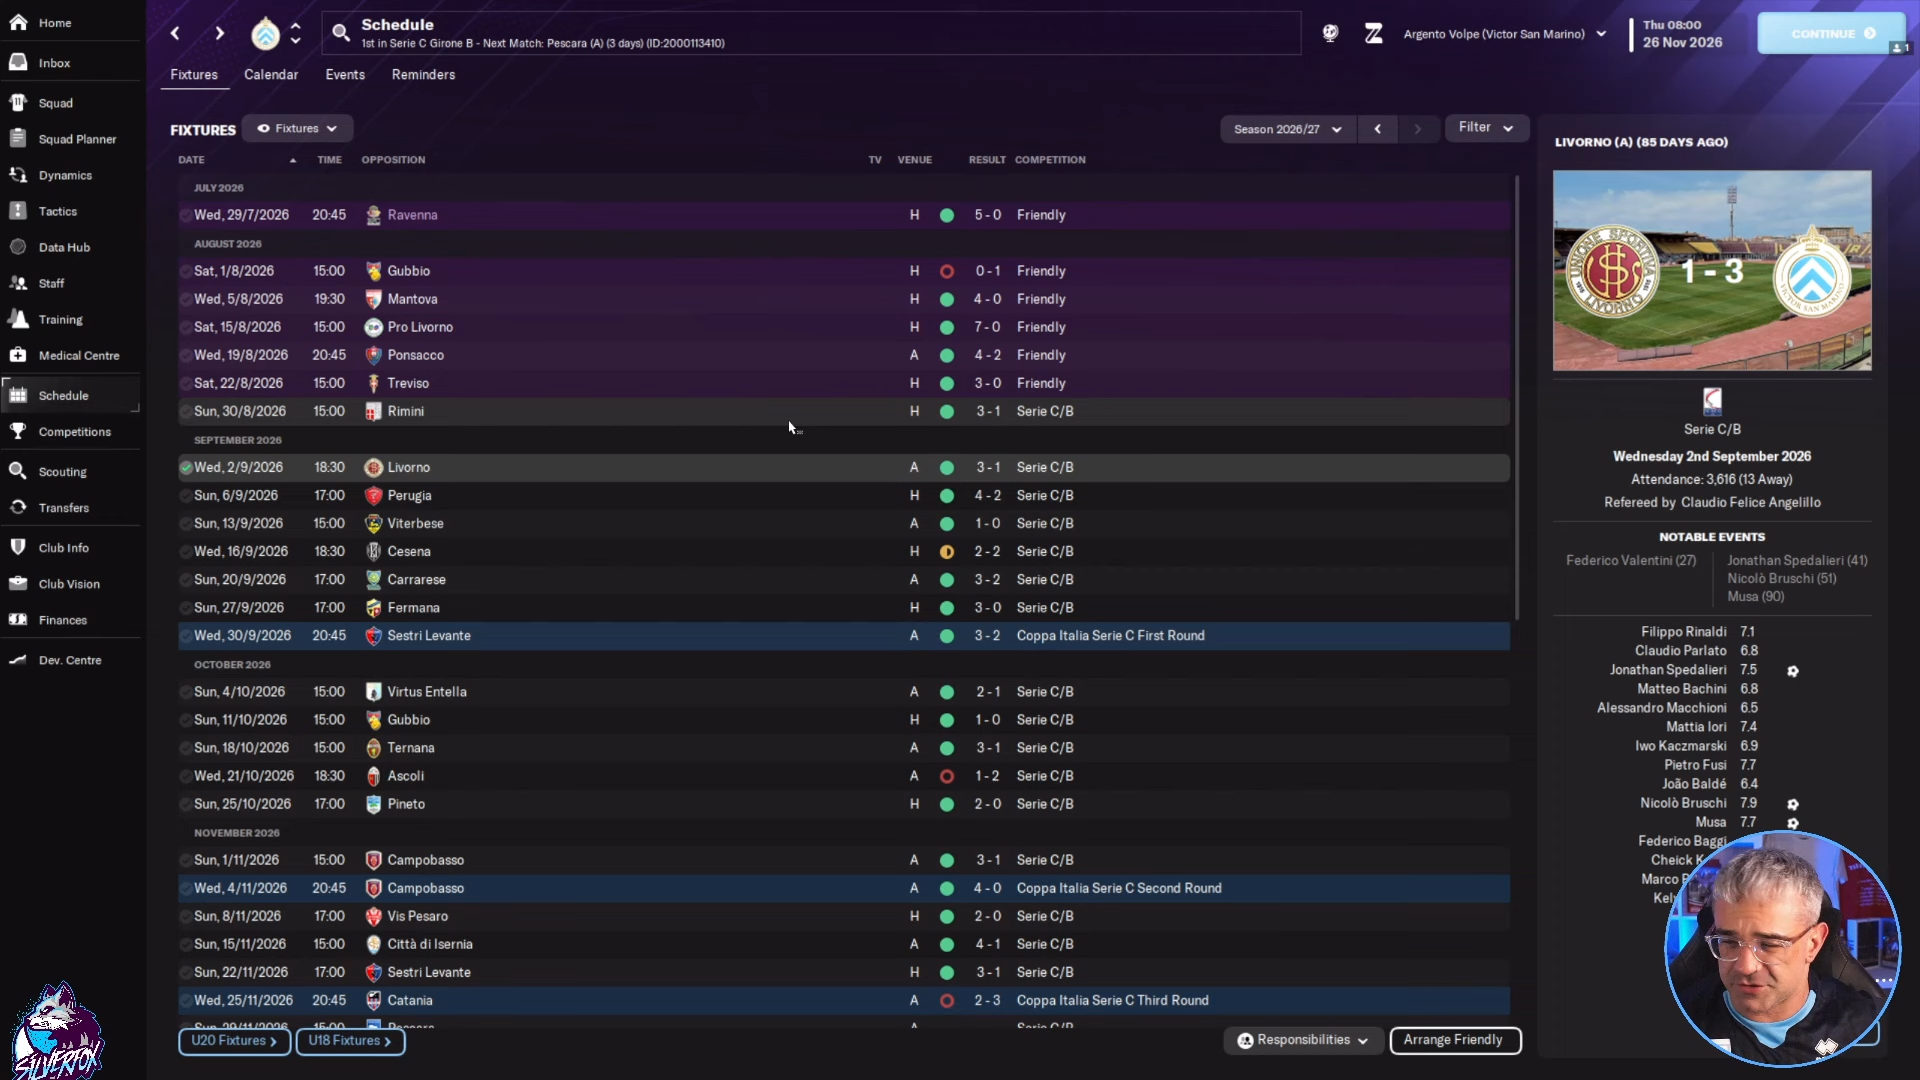 Home
Inbox
Squad
Squad Planner
Dynamics
Tactics
Data Hub
Staff
Training
Medical Centre
Schedule
Competitions
Scouting
Transfers
Club Info
Club Vision
Finances
Dev. Centre
SILVERFOX
Schedule
1st in Serie C Girone B - Next Match: Pescara (A) (3 days) (ID:2000113410)
Argento Volpe (Victor San Marino)
Thu 08:00
26 Nov 2026
CONTINUE
1
Fixtures Calendar Events Reminders
FIXTURES Fixtures Season 2026/27 Filter
DATE TIME OPPOSITION TV VENUE RESULT COMPETITION
JULY 2026
Wed, 29/7/2026 20:45 Ravenna H 5 - 0 Friendly
AUGUST 2026
Sat, 1/8/2026 15:00 Gubbio H 0 - 1 Friendly
Wed, 5/8/2026 19:30 Mantova H 4 - 0 Friendly
Sat, 15/8/2026 15:00 Pro Livorno H 7 - 0 Friendly
Wed, 19/8/2026 20:45 Ponsacco A 4 - 2 Friendly
Sat, 22/8/2026 15:00 Treviso H 3 - 0 Friendly
Sun, 30/8/2026 15:00 Rimini H 3 - 1 Serie C/B
SEPTEMBER 2026
Wed, 2/9/2026 18:30 Livorno A 3 - 1 Serie C/B
Sun, 6/9/2026 17:00 Perugia H 4 - 2 Serie C/B
Sun, 13/9/2026 15:00 Viterbese A 1 - 0 Serie C/B
Wed, 16/9/2026 18:30 Cesena H 2 - 2 Serie C/B
Sun, 20/9/2026 17:00 Carrarese A 3 - 2 Serie C/B
Sun, 27/9/2026 17:00 Fermana H 3 - 0 Serie C/B
Wed, 30/9/2026 20:45 Sestri Levante A 3 - 2 Coppa Italia Serie C First Round
OCTOBER 2026
Sun, 4/10/2026 15:00 Virtus Entella A 2 - 1 Serie C/B
Sun, 11/10/2026 15:00 Gubbio H 1 - 0 Serie C/B
Sun, 18/10/2026 15:00 Ternana A 3 - 1 Serie C/B
Wed, 21/10/2026 18:30 Ascoli A 1 - 2 Serie C/B
Sun, 25/10/2026 17:00 Pineto H 2 - 0 Serie C/B
NOVEMBER 2026
Sun, 1/11/2026 15:00 Campobasso A 3 - 1 Serie C/B
Wed, 4/11/2026 20:45 Campobasso A 4 - 0 Coppa Italia Serie C Second Round
Sun, 8/11/2026 17:00 Vis Pesaro H 2 - 0 Serie C/B
Sun, 15/11/2026 15:00 Città di Isernia A 4 - 1 Serie C/B
Sun, 22/11/2026 17:00 Sestri Levante H 3 - 1 Serie C/B
Wed, 25/11/2026 20:45 Catania A 2 - 3 Coppa Italia Serie C Third Round
U20 Fixtures U18 Fixtures Responsibilities Arrange Friendly
LIVORNO (A) (85 DAYS AGO)
1 - 3
Serie C/B
Wednesday 2nd September 2026
Attendance: 3,616 (13 Away)
Refereed by Claudio Felice Angelillo
NOTABLE EVENTS
Federico Valentini (27) Jonathan Spedalieri (41)
Nicolò Bruschi (51)
Musa (90)
Filippo Rinaldi 7.1
Claudio Parlato 6.8
Jonathan Spedalieri 7.5
Matteo Bachini 6.8
Alessandro Macchioni 6.5
Mattia Iori 7.4
Iwo Kaczmarski 6.9
Pietro Fusi 7.7
João Baldé 6.4
Nicolò Bruschi 7.9
Musa 7.7
Federico Baggi
Cheick
Marco